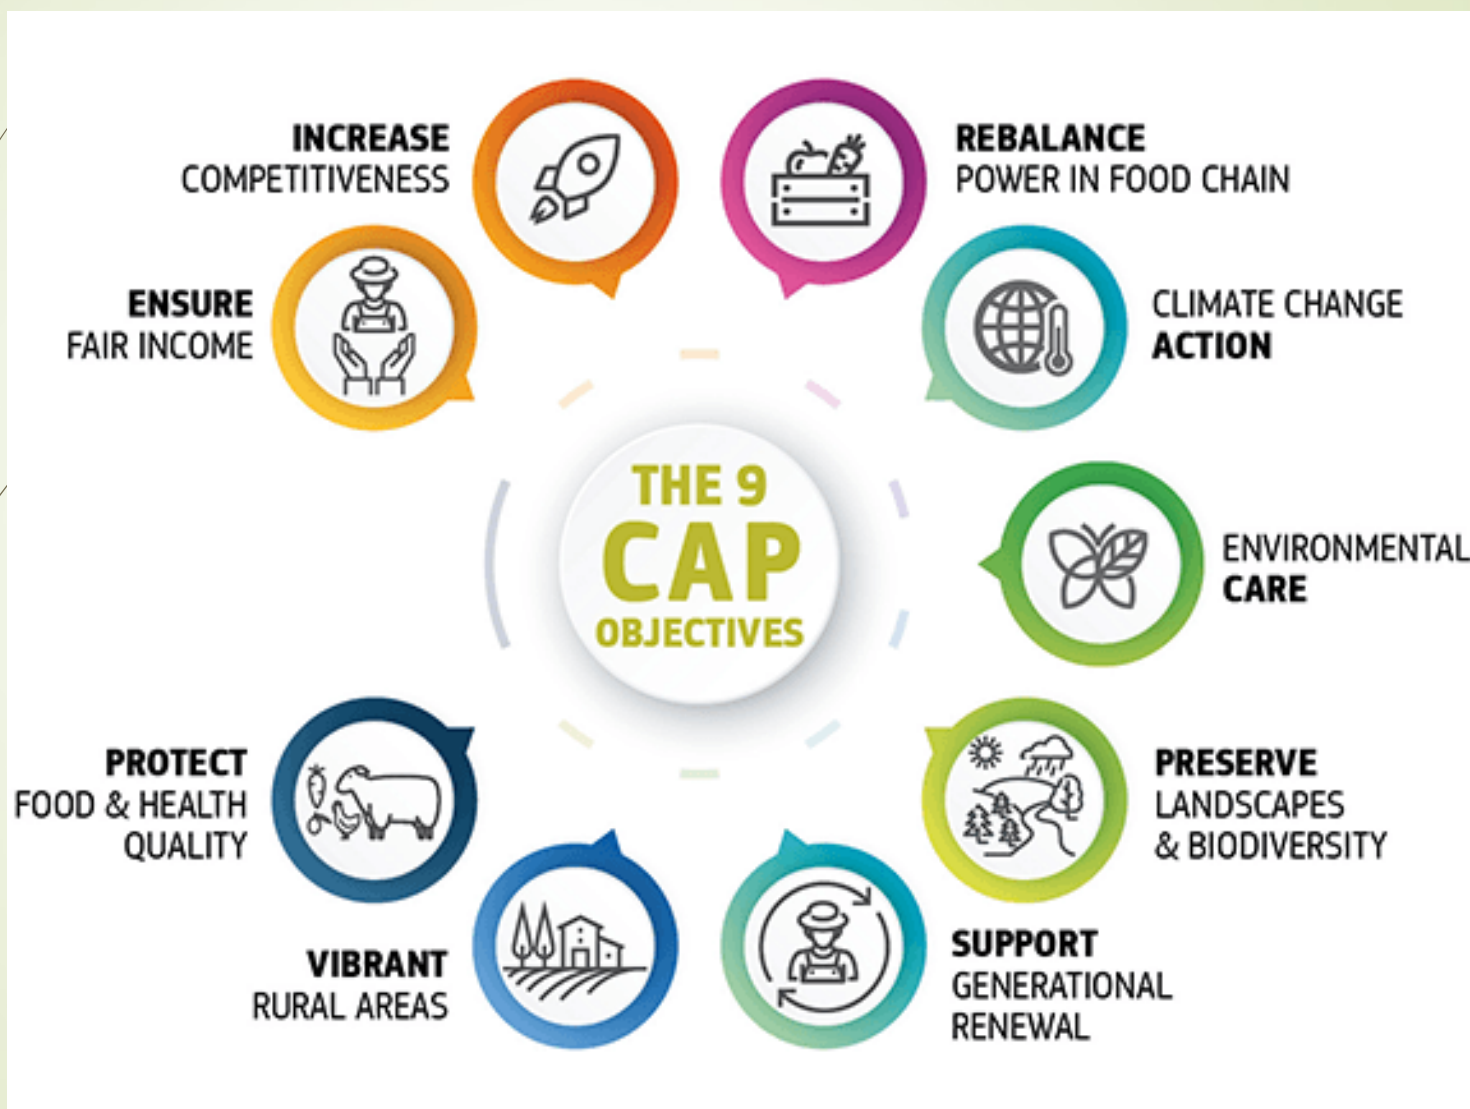 THE 9
CAP
OBJECTIVES
ENSURE
FAIR INCOME
INCREASE
COMPETITIVENESS
REBALANCE
POWER IN FOOD CHAIN
CLIMATE CHANGE
ACTION
ENVIRONMENTAL
CARE
PRESERVE
LANDSCAPES
& BIODIVERSITY
SUPPORT
GENERATIONAL
RENEWAL
VIBRANT
RURAL AREAS
PROTECT
FOOD & HEALTH
QUALITY